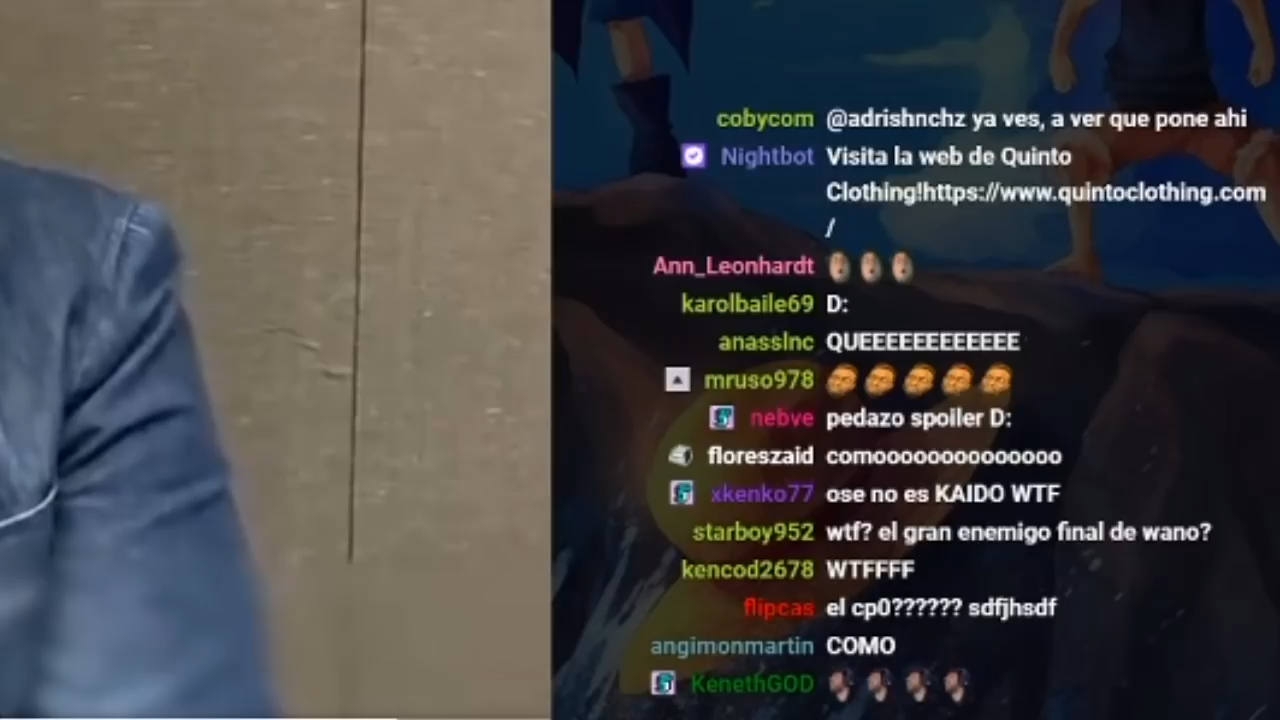 cobycom @adrishnchz ya ves, a ver que pone ahi
Nightbot Visita la web de Quinto
Clothing!https://www.quintoclothing.com
/
Ann_Leonhardt
karolbaile69 D:
anasslnc QUEEEEEEEEEEEE
mruso978
nebve pedazo spoiler D:
floreszaid comooooooooooooo
xkenko77 ose no es KAIDO WTF
starboy952 wtf? el gran enemigo final de wano?
kencod2678 WTFFFF
flipcas el cp0?????? sdfjhsdf
angimonmartin COMO
KenethGOD